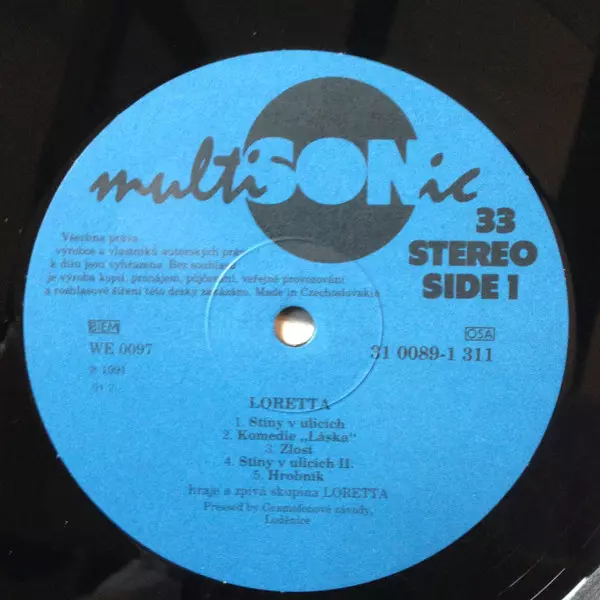 multiSONic
33
STEREO
SIDE 1
Všechna práva
výrobce a vlastníků autorských práv
k dílu jsou vyhrazena. Bez souhlasu
je výroba kopií, pronájem, půjčování, veřejné provozování
a rozhlasové šíření této desky zakázáno. Made in Czechoslovakia
BIEM
OSA
WE 0097
31 0089-1 311
℗ 1991
LORETTA
1. Stíny v ulicích
2. Komedie „Láska"
3. Zlost
4. Stíny v ulicích II.
5. Hrobník
hraje a zpívá skupina LORETTA
Pressed by Gramofonové závody,
Loděnice